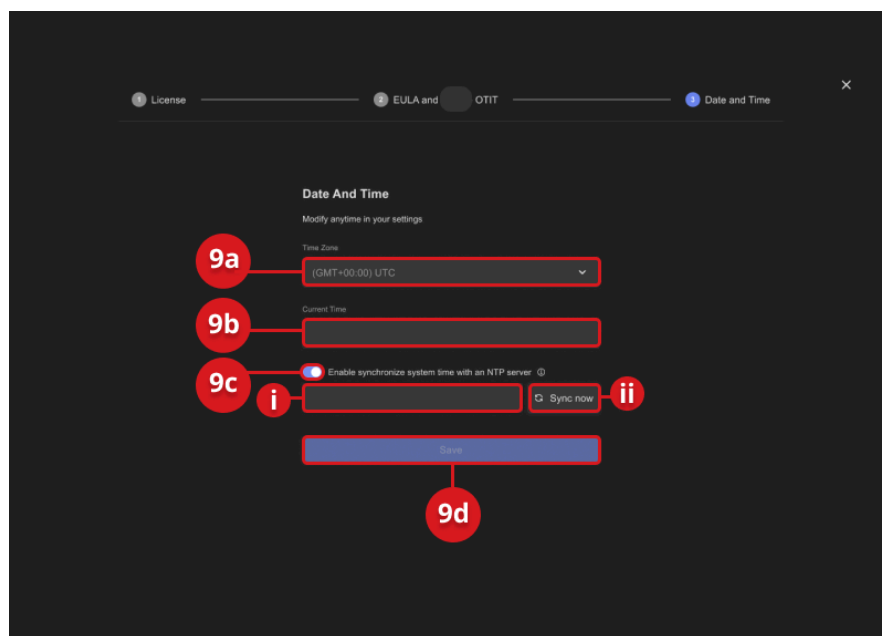 1 License 2 EULA and OTIT 3 Date and Time
Date And Time
Modify anytime in your settings
Time Zone
9a (GMT+00:00) UTC
Current Time
9b
9c Enable synchronize system time with an NTP server
i Sync now ii
Save
9d